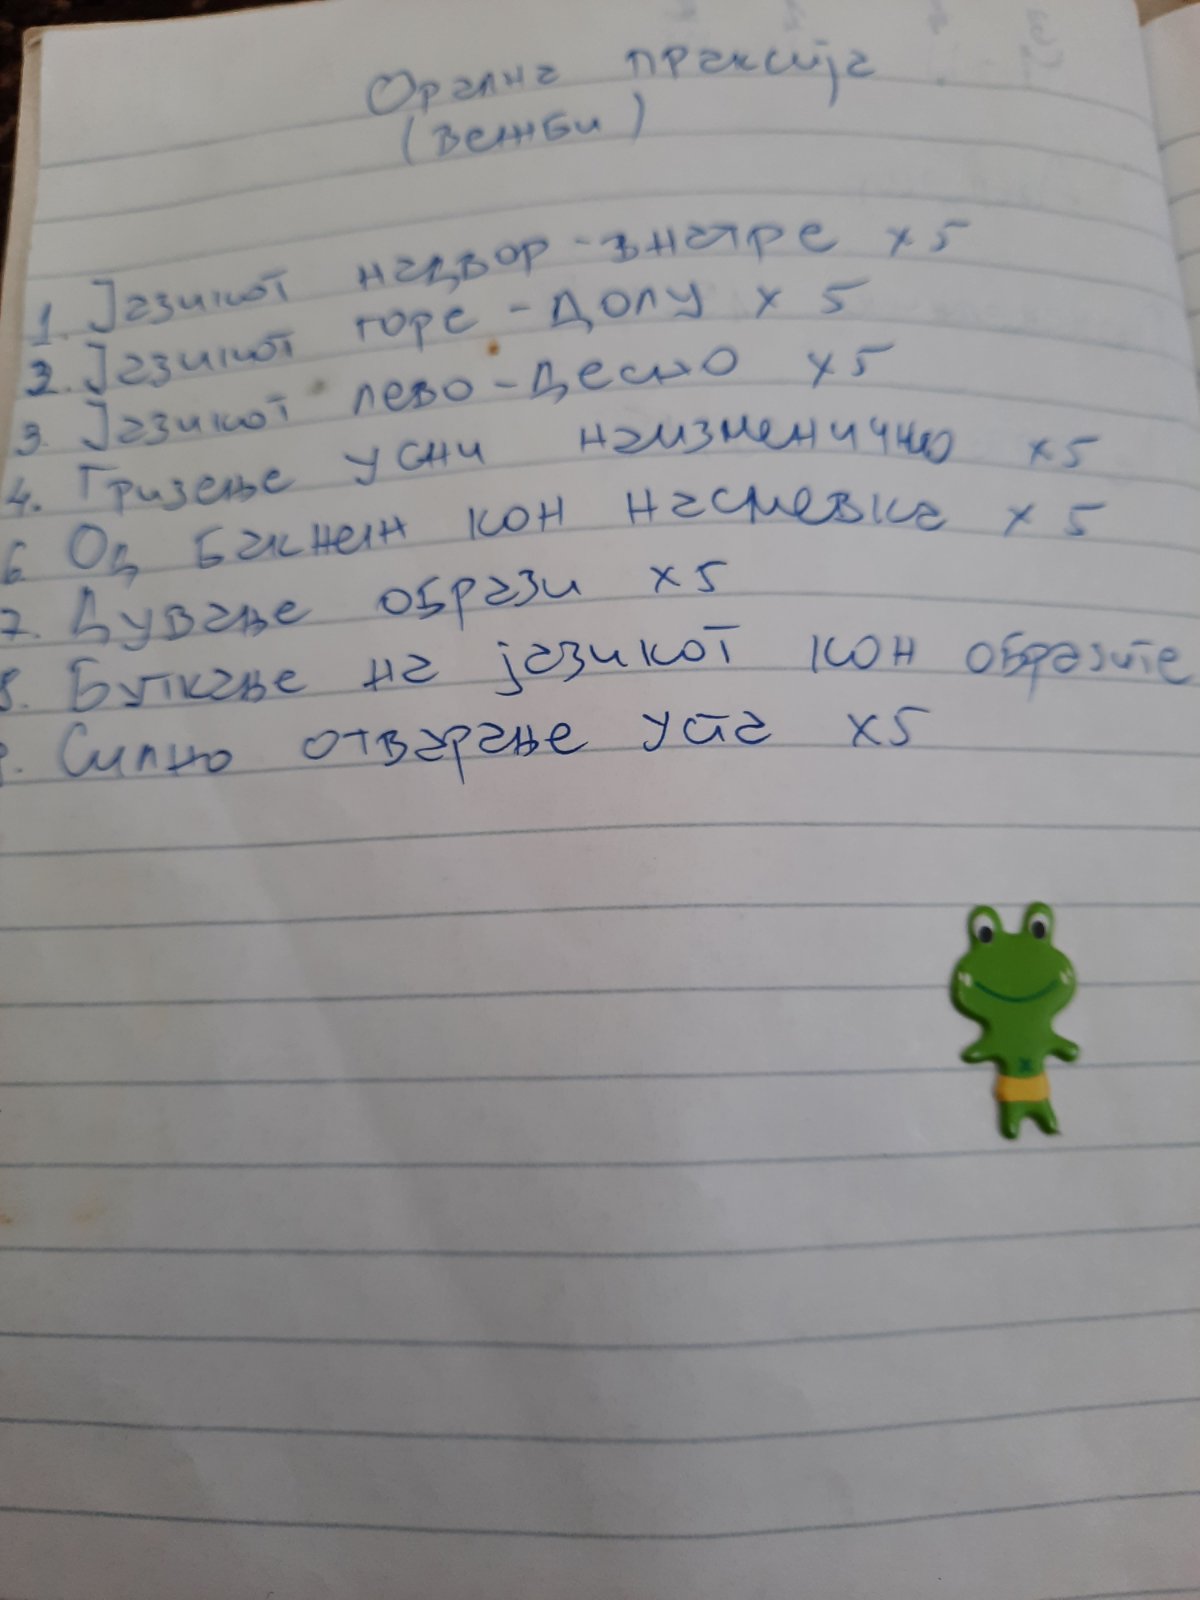 Орална праксија
(вежби)
1. Јазикот надвор-внатре x5
2. Јазикот горе-долу x 5
3. Јазикот лево-десно x5
4. Гризење усни наизменично x5
6. Од бакнеж кон насмевка x 5
7. Дување образи x5
8. Буткање на јазикот кон образите
9. Силно отварање уста x5